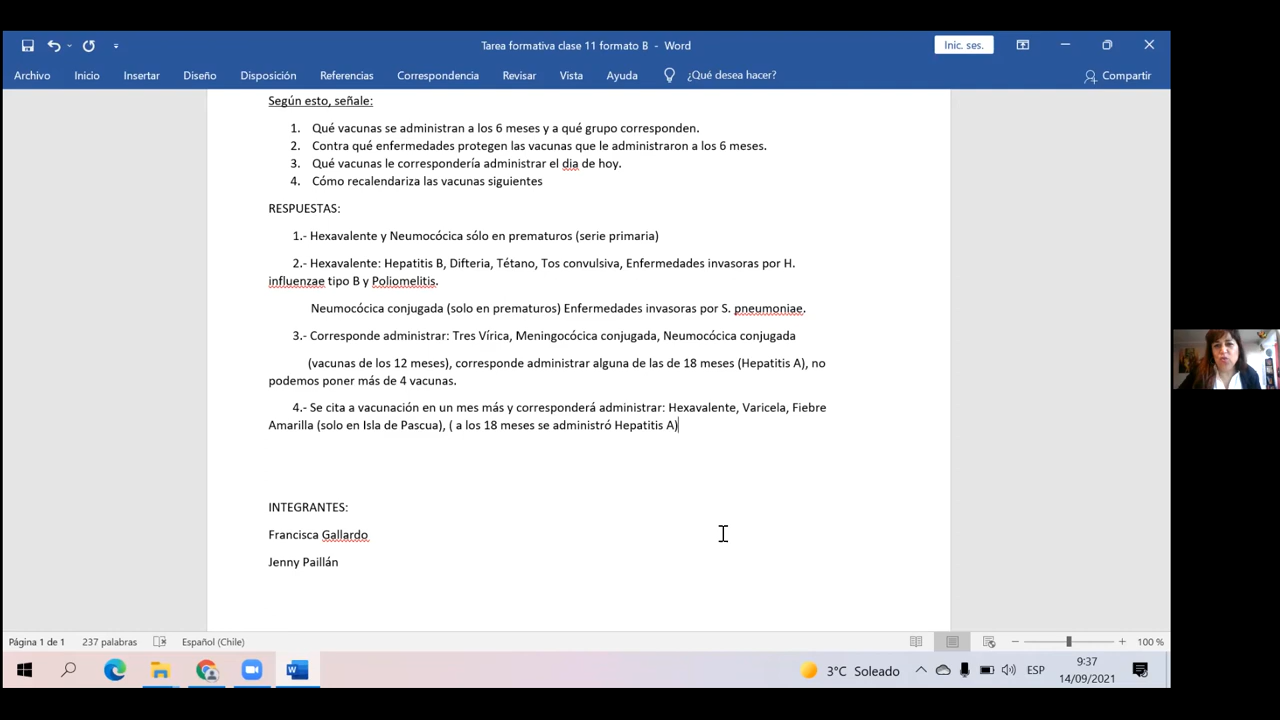 Tarea formativa clase 11 formato B - Word
Inic. ses.
Archivo Inicio Insertar Diseño Disposición Referencias Correspondencia Revisar Vista Ayuda ¿Qué desea hacer? Compartir
Según esto, señale:
1. Qué vacunas se administran a los 6 meses y a qué grupo corresponden.
2. Contra qué enfermedades protegen las vacunas que le administraron a los 6 meses.
3. Qué vacunas le correspondería administrar el dia de hoy.
4. Cómo recalendariza las vacunas siguientes
RESPUESTAS:
1.- Hexavalente y Neumocócica sólo en prematuros (serie primaria)
2.- Hexavalente: Hepatitis B, Difteria, Tétano, Tos convulsiva, Enfermedades invasoras por H.
influenzae tipo B y Poliomelitis.
Neumocócica conjugada (solo en prematuros) Enfermedades invasoras por S. pneumoniae.
3.- Corresponde administrar: Tres Vírica, Meningocócica conjugada, Neumocócica conjugada
(vacunas de los 12 meses), corresponde administrar alguna de las de 18 meses (Hepatitis A), no
podemos poner más de 4 vacunas.
4.- Se cita a vacunación en un mes más y corresponderá administrar: Hexavalente, Varicela, Fiebre
Amarilla (solo en Isla de Pascua), ( a los 18 meses se administró Hepatitis A)
INTEGRANTES:
Francisca Gallardo
Jenny Paillán
Página 1 de 1 237 palabras Español (Chile) 100 %
3°C Soleado ESP 9:37
14/09/2021